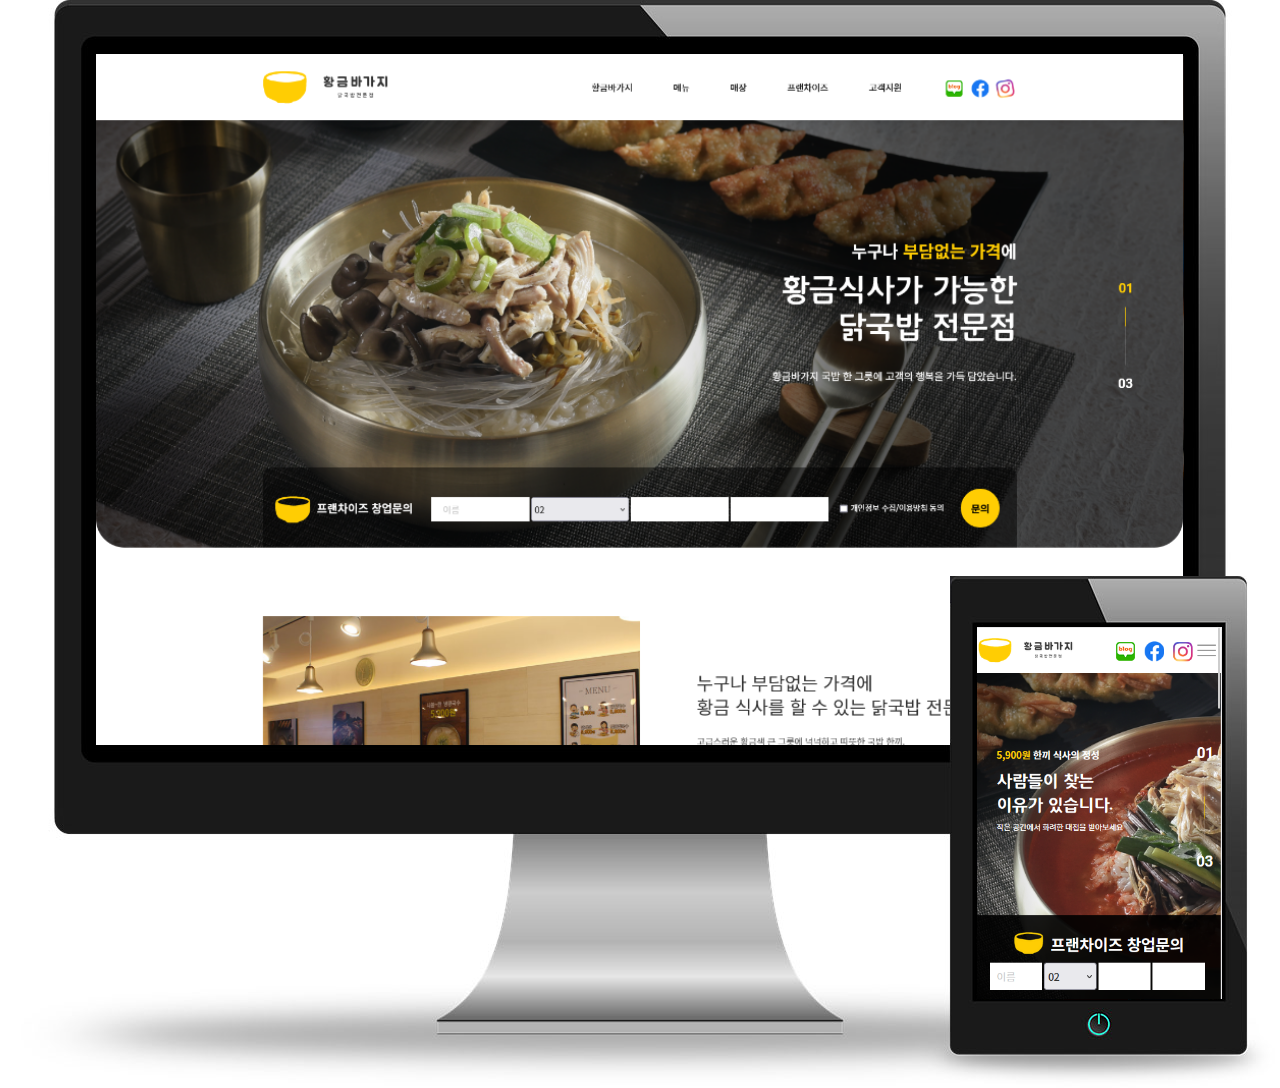 황금바가지
닭국밥전문점
황금바가지
메뉴
매장
프랜차이즈
고객지원
blog
누구나 부담없는 가격에
황금식사가 가능한
닭국밥 전문점
황금바가지 국밥 한 그릇에 고객의 행복을 가득 담았습니다.
01
03
프랜차이즈 창업문의
이름
02
개인정보 수집/이용방침 동의
문의
MENU
5,900원
누구나 부담없는 가격에
황금 식사를 할 수 있는 닭국밥 전문
고급스러운 황금색 큰 그릇에 넉넉하고 따뜻한 국밥 한끼,
황금바가지
닭국밥전문점
blog
5,900원 한끼 식사의 정성
사람들이 찾는
이유가 있습니다.
작은 공간에서 화려한 대접을 받아보세요
01
03
프랜차이즈 창업문의
이름
02